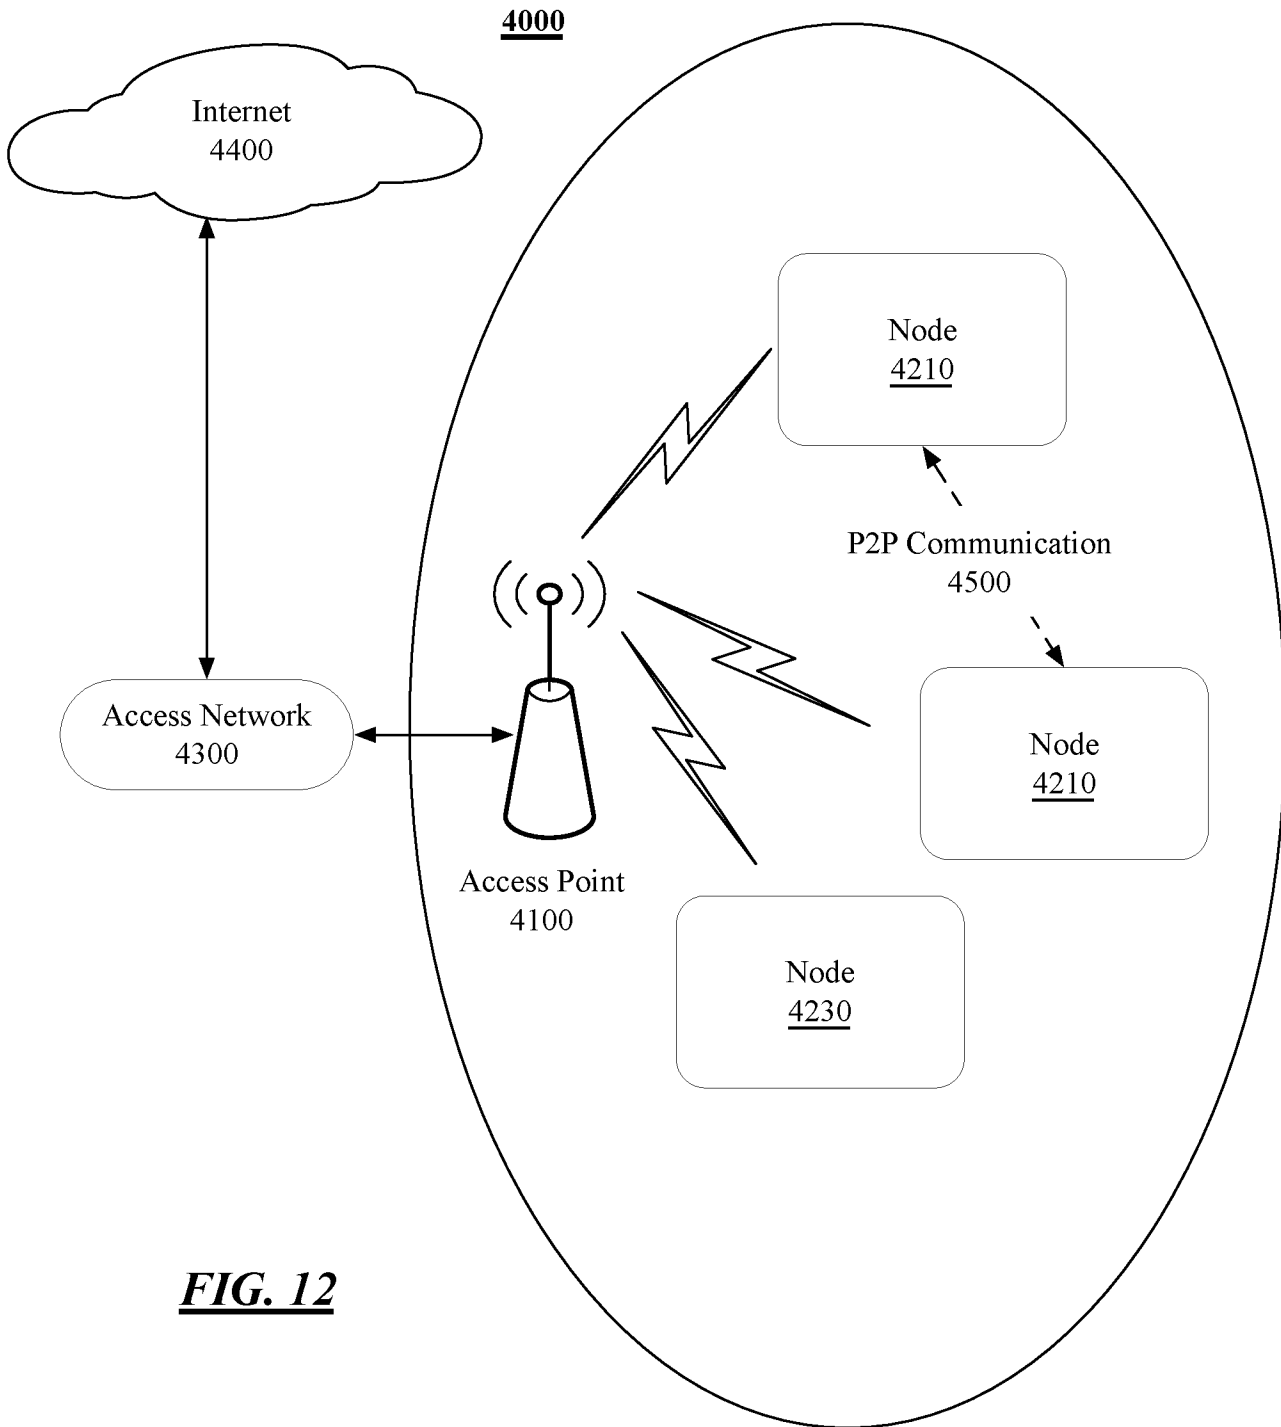 4000
Internet
4400
Node
4210
P2P Communication
4500
Access Network
4300
Node
4210
Access Point
4100
Node
4230
FIG. 12